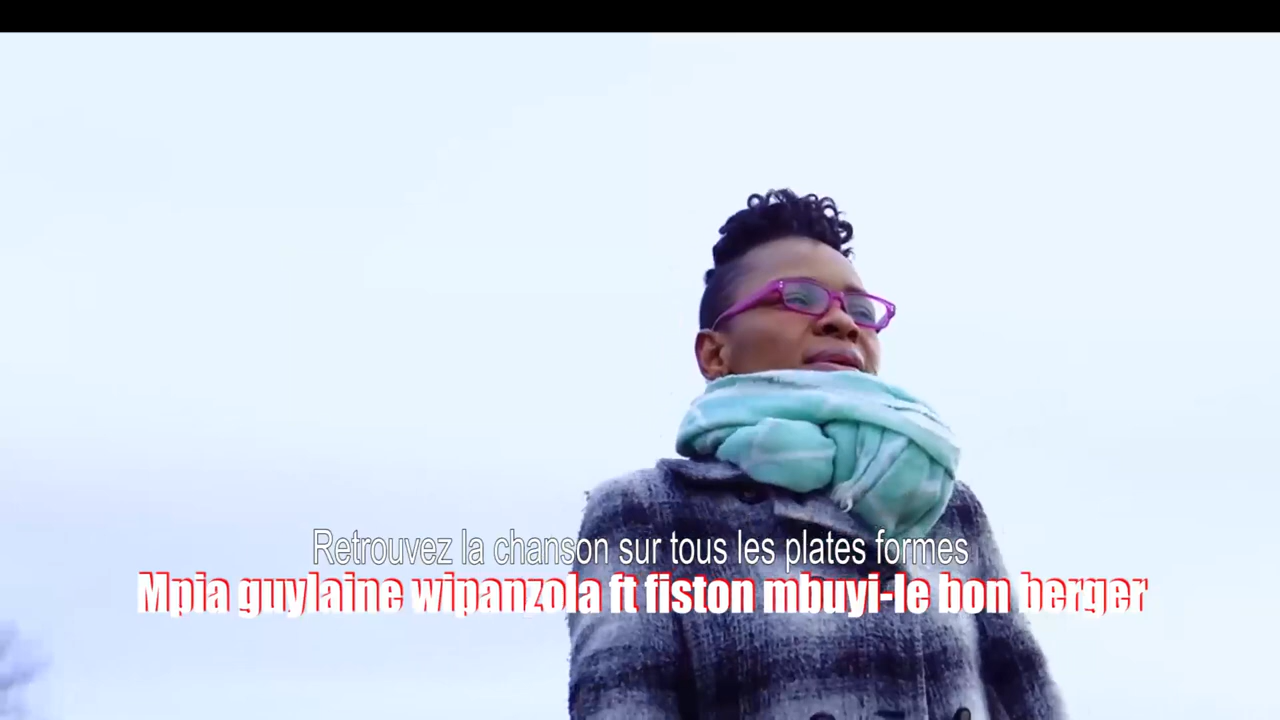 Retrouvez la chanson sur tous les plates formes
Mpia guylaine wipanzola ft fiston mbuyi-le bon berger